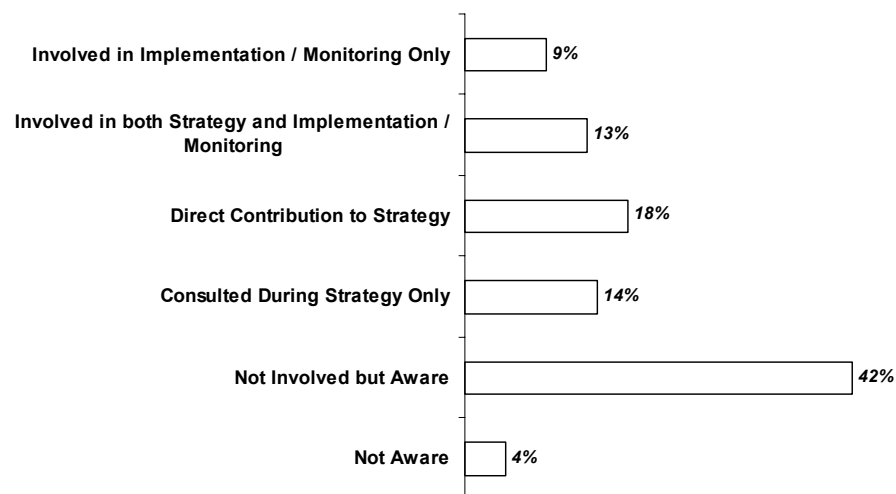 Involved in Implementation / Monitoring Only
9%
Involved in both Strategy and Implementation /
Monitoring
13%
Direct Contribution to Strategy
18%
Consulted During Strategy Only
14%
Not Involved but Aware
42%
Not Aware
4%